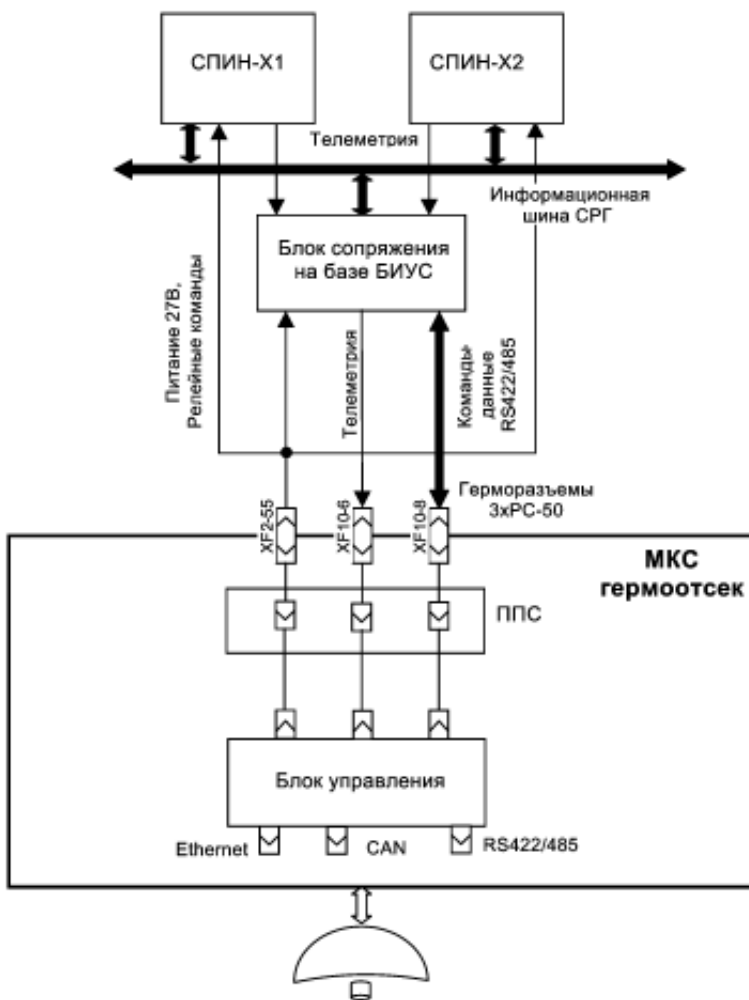 СПИН-X1
СПИН-X2
Телеметрия
Информационная
шина СРГ
Блок сопряжения
на базе БИУС
Питание 27В,
Релейные команды
Телеметрия
Команды-
данные
RS422/485
Герморазъемы
3xРС-50
XF2-55
XF10-6
XF10-8
МКС
гермоотсек
ППС
Блок управления
Ethernet
CAN
RS422/485